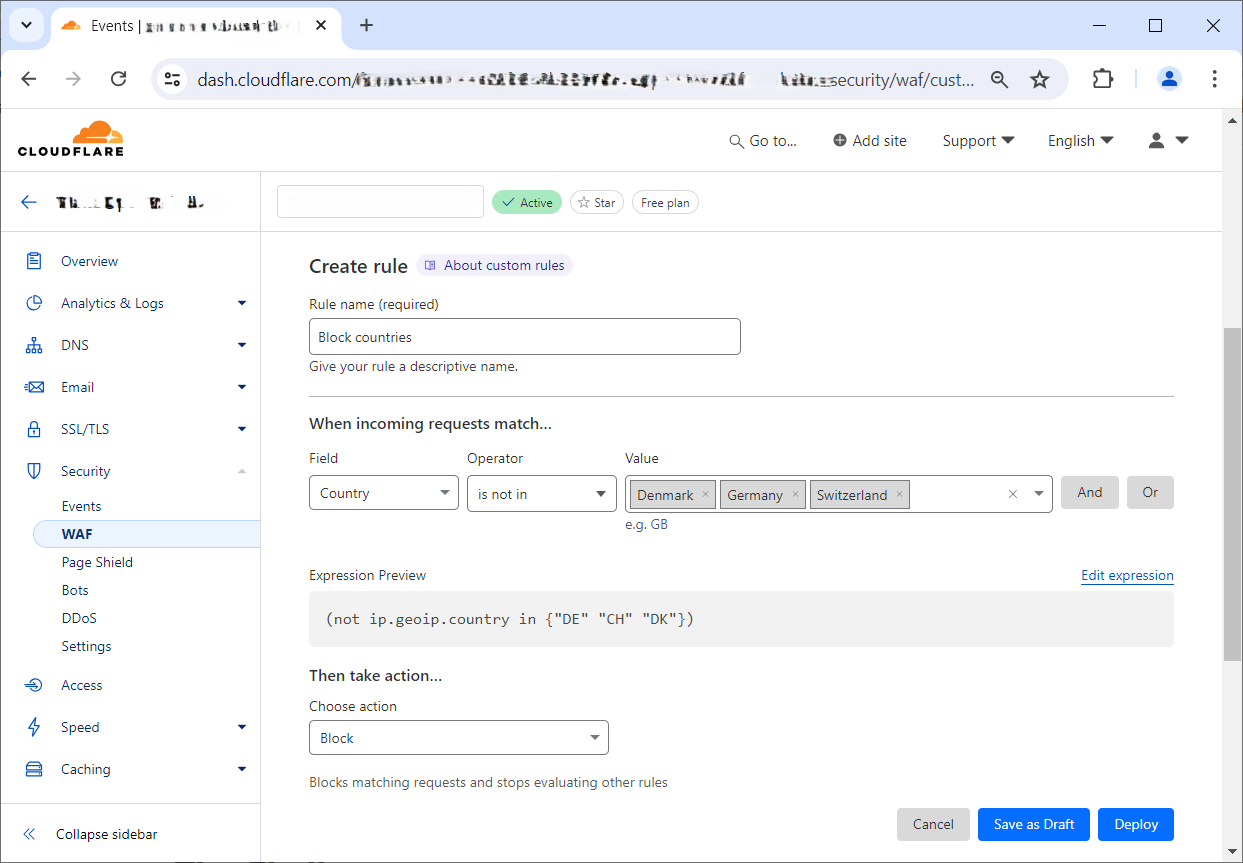 Events |
dash.cloudflare.com/
security/waf/cust...
CLOUDFLARE
Go to...
Add site
Support
English
Active
Star
Free plan
Overview
Analytics & Logs
DNS
Email
SSL/TLS
Security
Events
WAF
Page Shield
Bots
DDoS
Settings
Access
Speed
Caching
Collapse sidebar
Create rule
About custom rules
Rule name (required)
Block countries
Give your rule a descriptive name.
When incoming requests match...
Field Operator Value
Country is not in Denmark × Germany × Switzerland × And Or
e.g. GB
Expression Preview Edit expression
(not ip.geoip.country in {"DE" "CH" "DK"})
Then take action...
Choose action
Block
Blocks matching requests and stops evaluating other rules
Cancel Save as Draft Deploy